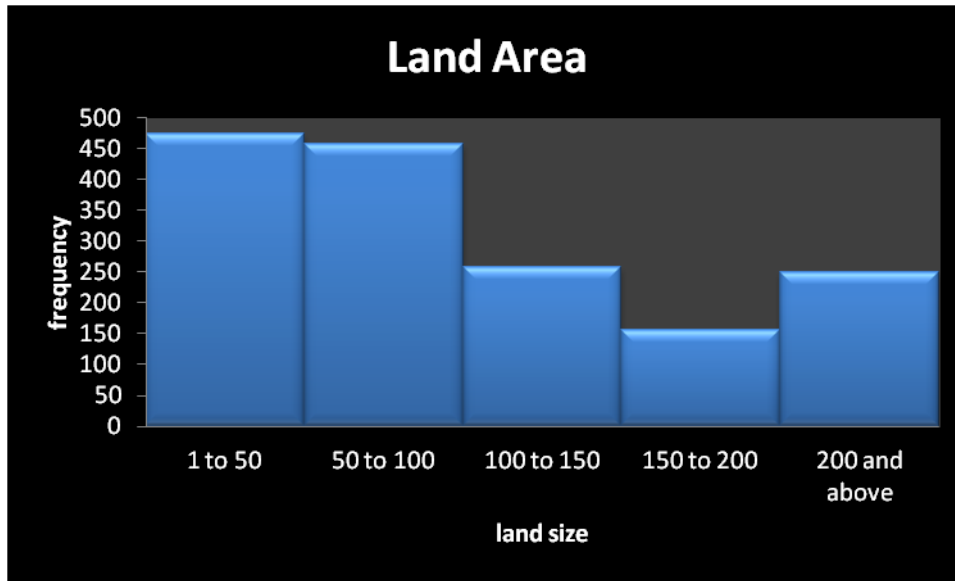 Land Area
500
450
400
350
300
250
200
150
100
50
0
frequency
1 to 50
50 to 100
100 to 150
150 to 200
200 and
above
land size